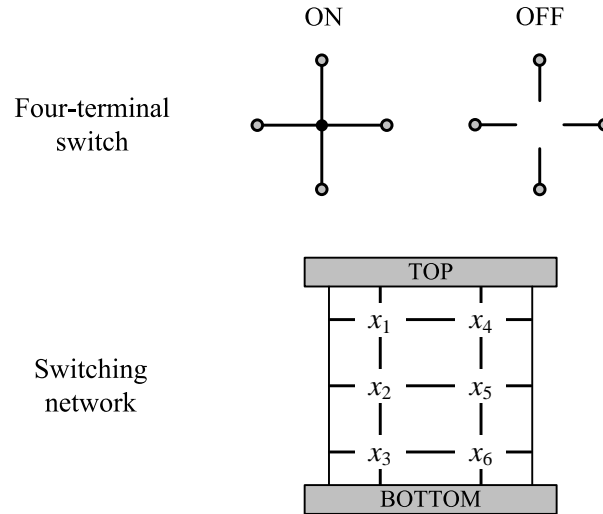 ON OFF
Four-terminal
switch
TOP
x₁ x₄
Switching
network
x₂ x₅
x₃ x₆
BOTTOM